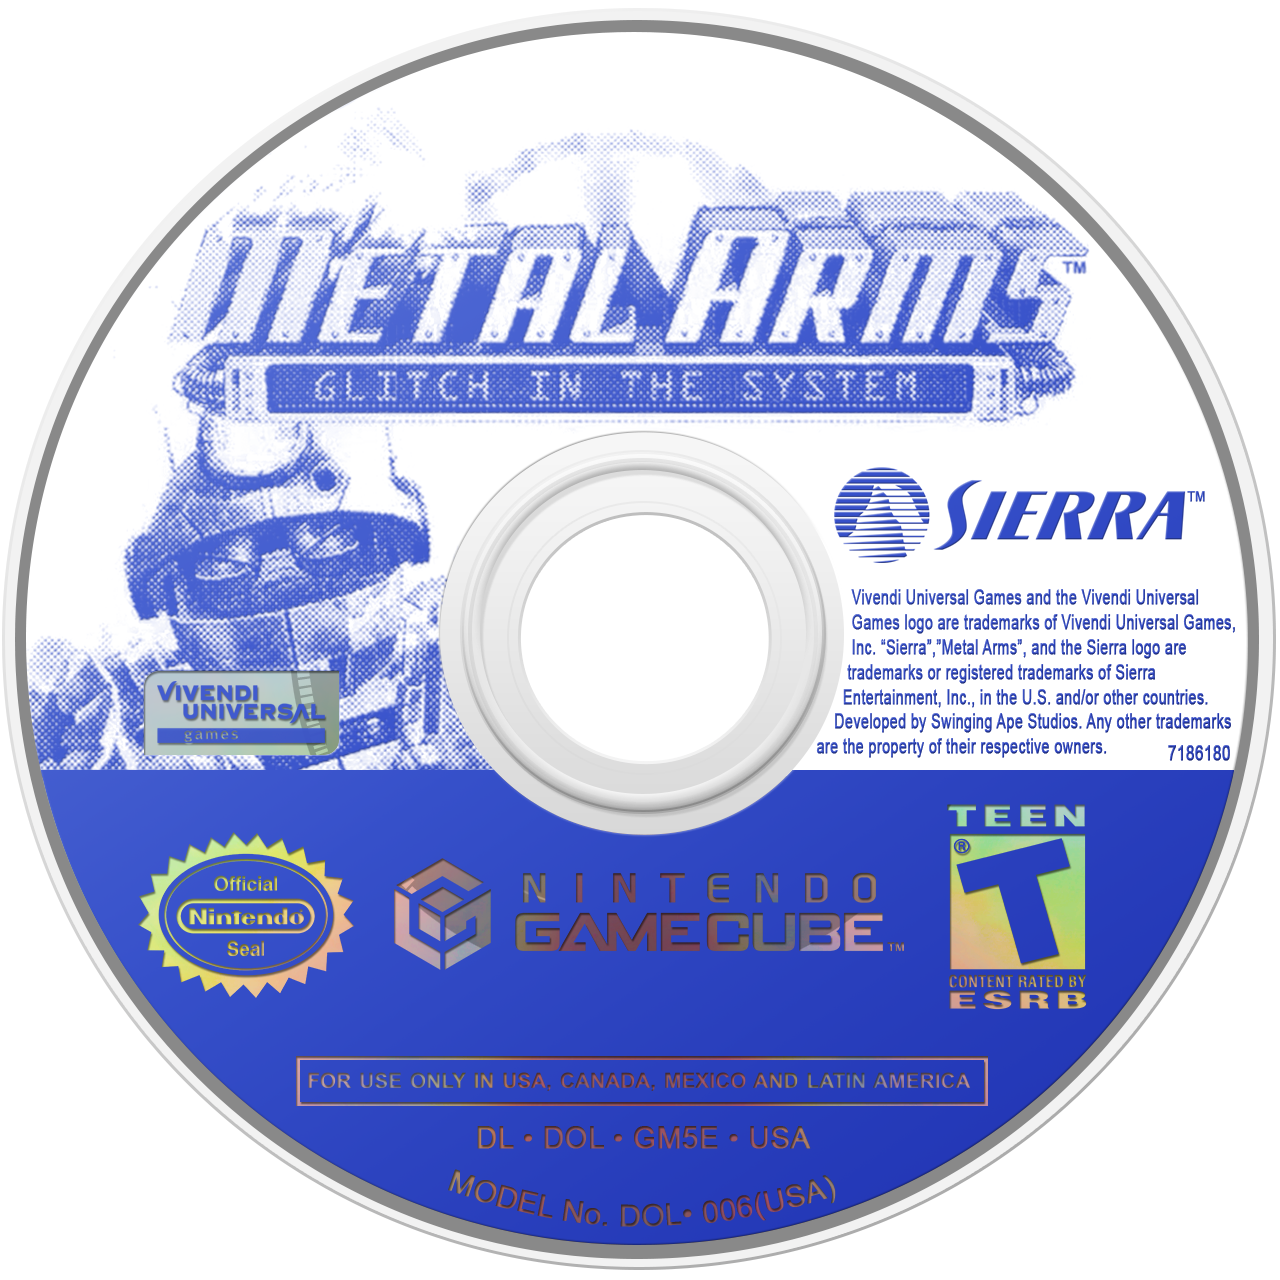 METAL ARMS™
GLITCH IN THE SYSTEM
SIERRA™
Vivendi Universal Games and the Vivendi Universal
Games logo are trademarks of Vivendi Universal Games,
Inc. “Sierra”,”Metal Arms”, and the Sierra logo are
trademarks or registered trademarks of Sierra
Entertainment, Inc., in the U.S. and/or other countries.
Developed by Swinging Ape Studios. Any other trademarks
are the property of their respective owners. 7186180
VIVENDI
UNIVERSAL
games
Official
Nintendo®
Seal
NINTENDO
GAMECUBE™
TEEN
®
T
CONTENT RATED BY
ESRB
FOR USE ONLY IN USA, CANADA, MEXICO AND LATIN AMERICA
DL • DOL • GM5E • USA
MODEL No. DOL• 006(USA)